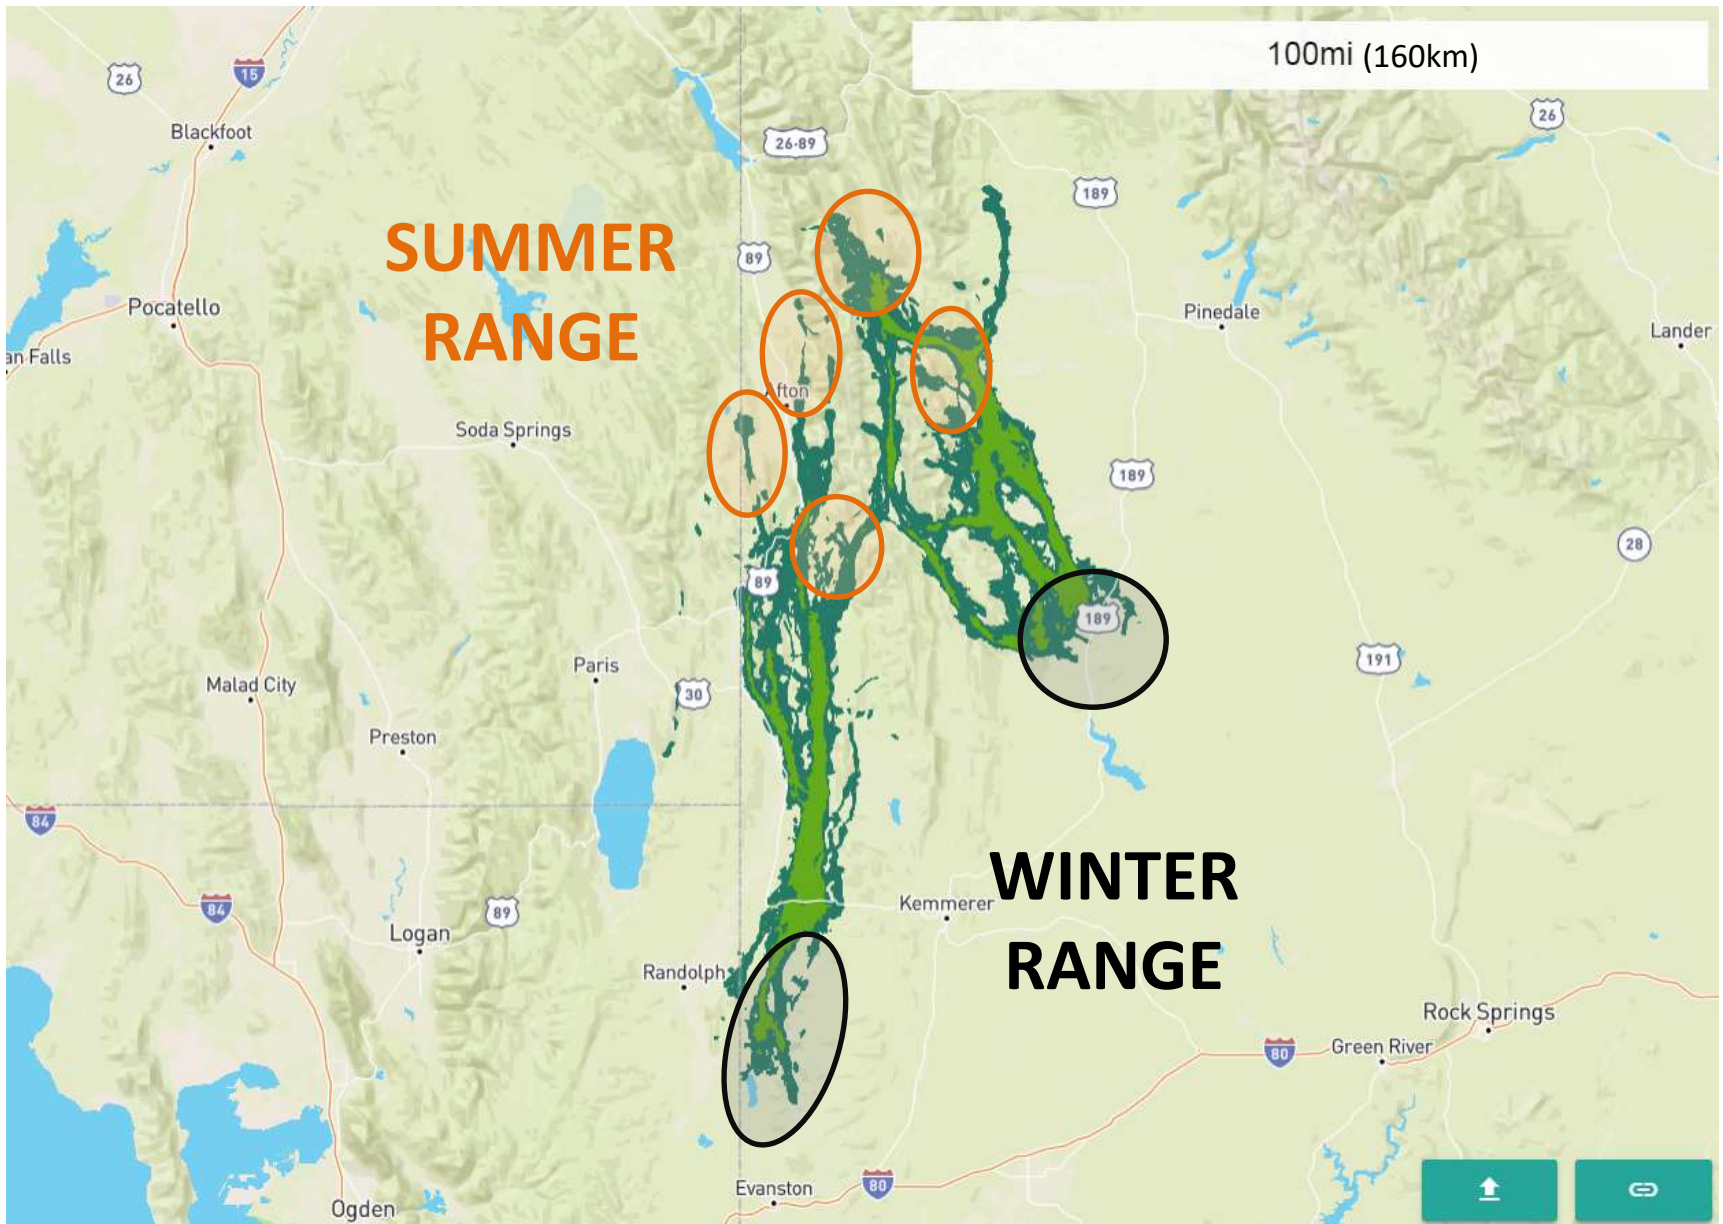 100mi (160km)
26
15
26
Blackfoot
26-89
189
SUMMER
RANGE
89
Pocatello
Pinedale
Lander
an Falls
Afton
Soda Springs
189
28
89
189
Paris
191
Malad City
30
Preston
84
WINTER
RANGE
84
89
Kemmerer
Logan
Randolph
Rock Springs
80
Green River
Evanston
80
Ogden